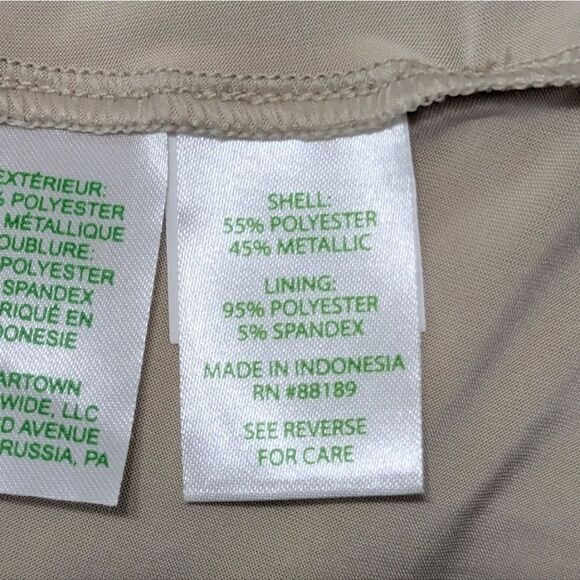 EXTÉRIEUR:
% POLYESTER
MÉTALLIQUE
OUBLURE.
POLYESTER
SPANDEX
RIQUÉ EN
DONESIE
ARTOWN
WIDE, LLC
D AVENUE
RUSSIA, PA
SHELL:
55% POLYESTER
45% METALLIC
LINING:
95% POLYESTER
5% SPANDEX
MADE IN INDONESIA
RN #88189
SEE REVERSE
FOR CARE